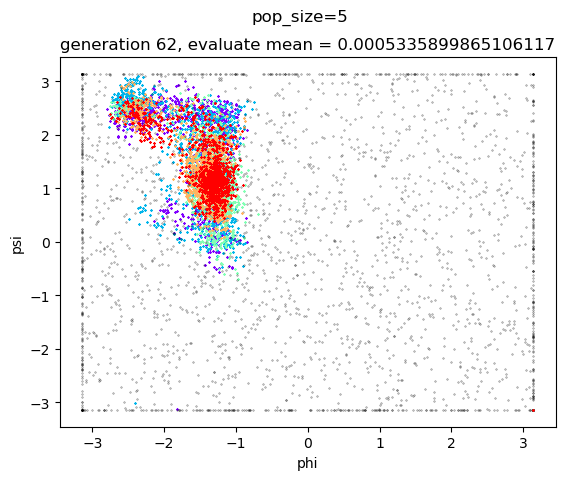 pop_size=5
generation 62, evaluate mean = 0.0005335899865106117
3
2
1
0
−1
−2
−3
psi
−3 −2 −1 0 1 2 3
phi